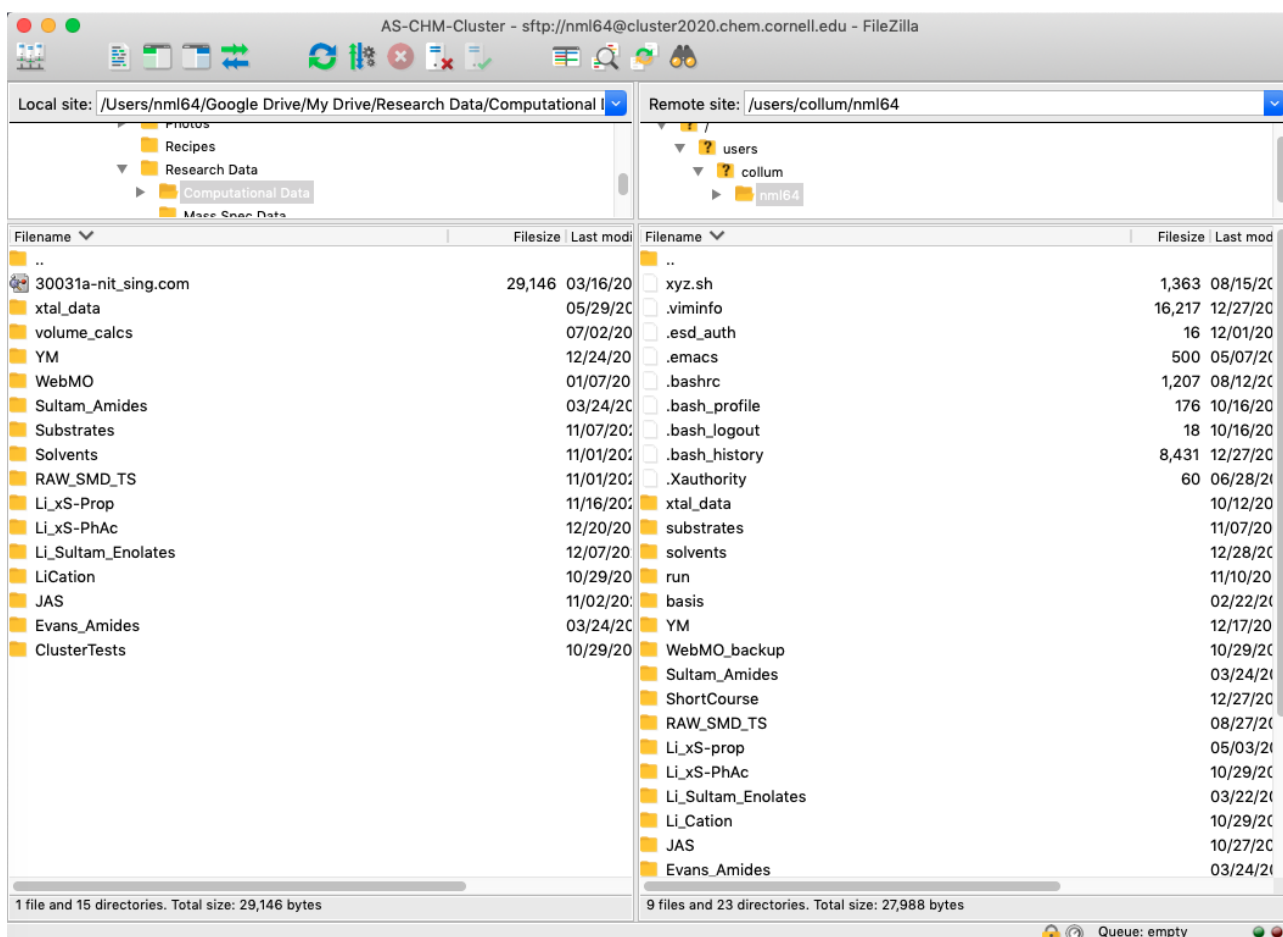 AS-CHM-Cluster - sftp://nml64@cluster2020.chem.cornell.edu - FileZilla
Local site: /Users/nml64/Google Drive/My Drive/Research Data/Computational
Remote site: /users/collum/nml64
Photos
Recipes
Research Data
Computational Data
Mass Spec Data
/
users
collum
nml64
Filename Filesize Last modi
..
30031a-nit_sing.com 29,146 03/16/20
xtal_data 05/29/20
volume_calcs 07/02/20
YM 12/24/20
WebMO 01/07/20
Sultam_Amides 03/24/20
Substrates 11/07/202
Solvents 11/01/202
RAW_SMD_TS 11/01/202
Li_xS-Prop 11/16/202
Li_xS-PhAc 12/20/20
Li_Sultam_Enolates 12/07/20
LiCation 10/29/20
JAS 11/02/20
Evans_Amides 03/24/20
ClusterTests 10/29/20
1 file and 15 directories. Total size: 29,146 bytes
Filename Filesize Last mod
..
xyz.sh 1,363 08/15/20
.viminfo 16,217 12/27/20
.esd_auth 16 12/01/20
.emacs 500 05/07/20
.bashrc 1,207 08/12/20
.bash_profile 176 10/16/20
.bash_logout 18 10/16/20
.bash_history 8,431 12/27/20
.Xauthority 60 06/28/20
xtal_data 10/12/20
substrates 11/07/20
solvents 12/28/20
run 11/10/20
basis 02/22/20
YM 12/17/20
WebMO_backup 10/29/20
Sultam_Amides 03/24/20
ShortCourse 12/27/20
RAW_SMD_TS 08/27/20
Li_xS-prop 05/03/20
Li_xS-PhAc 10/29/20
Li_Sultam_Enolates 03/22/20
Li_Cation 10/29/20
JAS 10/27/20
Evans_Amides 03/24/20
9 files and 23 directories. Total size: 27,988 bytes
Queue: empty